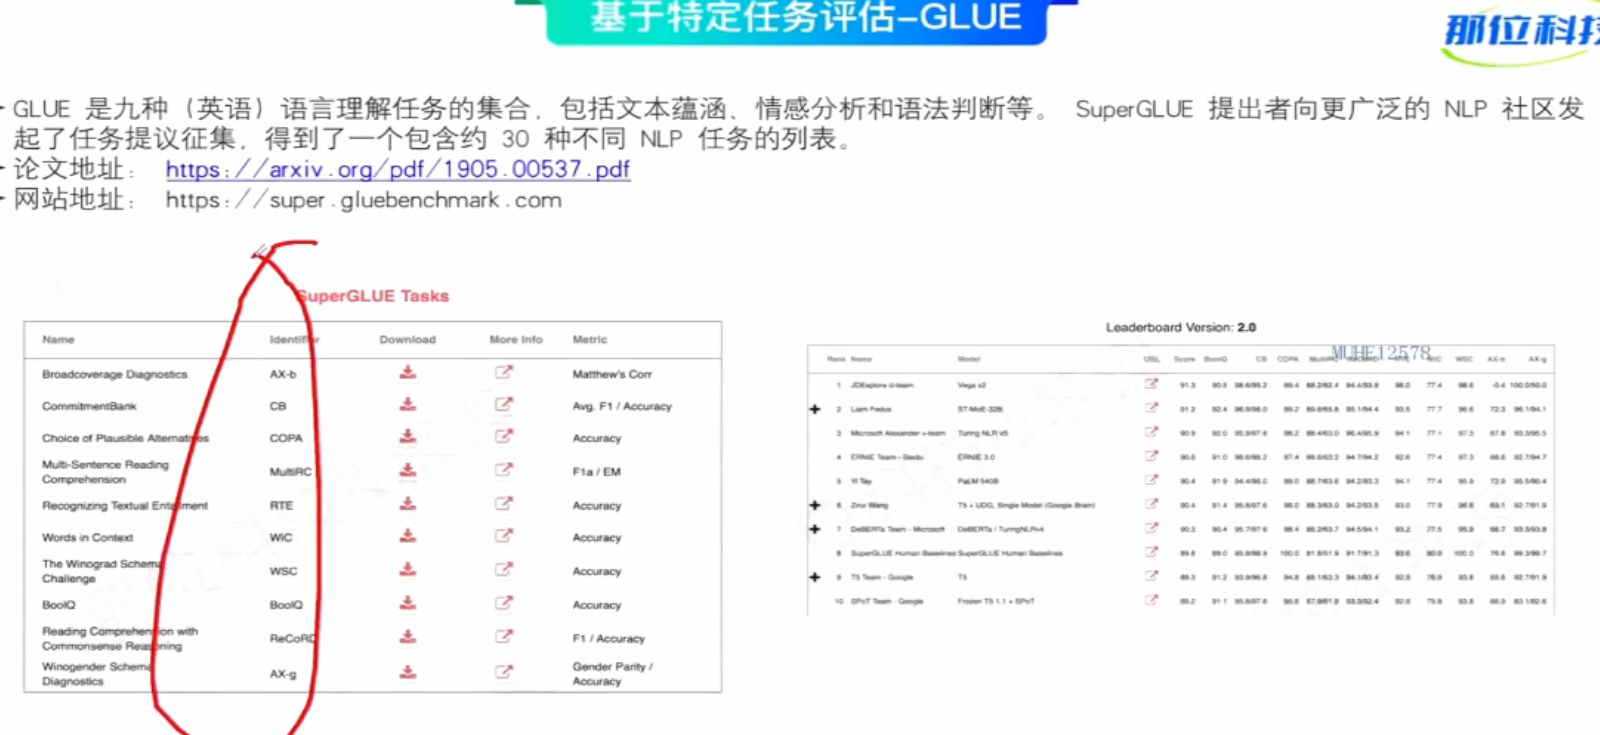 基于特定任务评估-GLUE
那位科技
GLUE 是九种（英语）语言理解任务的集合，包括文本蕴涵、情感分析和语法判断等。 SuperGLUE 提出者向更广泛的 NLP 社区发
起了任务提议征集，得到了一个包含约 30 种不同 NLP 任务的列表。
论文地址： https://arxiv.org/pdf/1905.00537.pdf
网站地址： https://super.gluebenchmark.com
SuperGLUE Tasks
Name Identifier Download More Info Metric
Broadcoverage Diagnostics AX-b Matthew's Corr
CommitmentBank CB Avg. F1 / Accuracy
Choice of Plausible Alternatives COPA Accuracy
Multi-Sentence Reading
Comprehension MultiRC F1a / EM
Recognizing Textual Entailment RTE Accuracy
Words in Context WiC Accuracy
The Winograd Schema
Challenge WSC Accuracy
BoolQ BoolQ Accuracy
Reading Comprehension with
Commonsense Reasoning ReCoRD F1 / Accuracy
Winogender Schema
Diagnostics AX-g Gender Parity /
Accuracy
Leaderboard Version: 2.0
MUHE12578
Rank Name Model URL Score BoolQ CB COPA WSC AX-b AX-g
1 JDExplore d-team Vega v2 91.3
2 Liam Fedus ST-MoE-32B 91.2
3 Microsoft Alexander v-team Turing NLR v5 90.9
4 ERNIE Team - Baidu ERNIE 3.0 90.6
5 Yi Tay PaLM 540B 90.4
6 Zirui Wang T5 + UDG, Single Model (Google Brain) 90.4
7 DeBERTa Team - Microsoft DeBERTa / TuringNLRv4 90.3
8 SuperGLUE Human Baselines SuperGLUE Human Baselines 89.8
9 T5 Team - Google T5 89.3
10 SPoT Team - Google Frozen T5 1.1 + SPoT 89.2